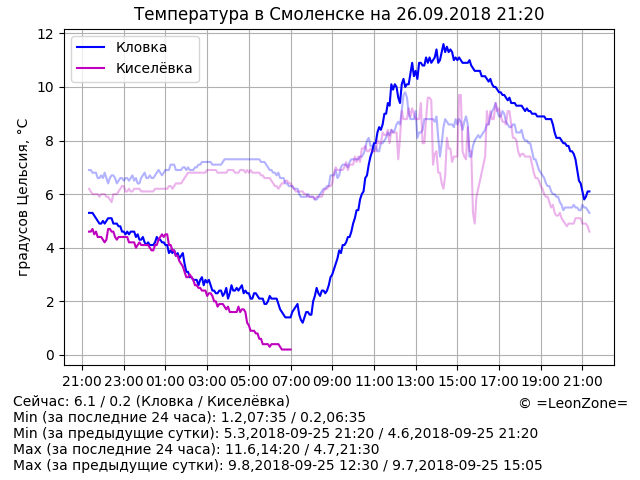 Температура в Смоленске на 26.09.2018 21:20
Кловка
Киселёвка
градусов Цельсия, °C
12
10
8
6
4
2
0
21:00 23:00 01:00 03:00 05:00 07:00 09:00 11:00 13:00 15:00 17:00 19:00 21:00
Сейчас: 6.1 / 0.2 (Кловка / Киселёвка)
© =LeonZone=
Min (за последние 24 часа): 1.2,07:35 / 0.2,06:35
Min (за предыдущие сутки): 5.3,2018-09-25 21:20 / 4.6,2018-09-25 21:20
Max (за последние 24 часа): 11.6,14:20 / 4.7,21:30
Max (за предыдущие сутки): 9.8,2018-09-25 12:30 / 9.7,2018-09-25 15:05